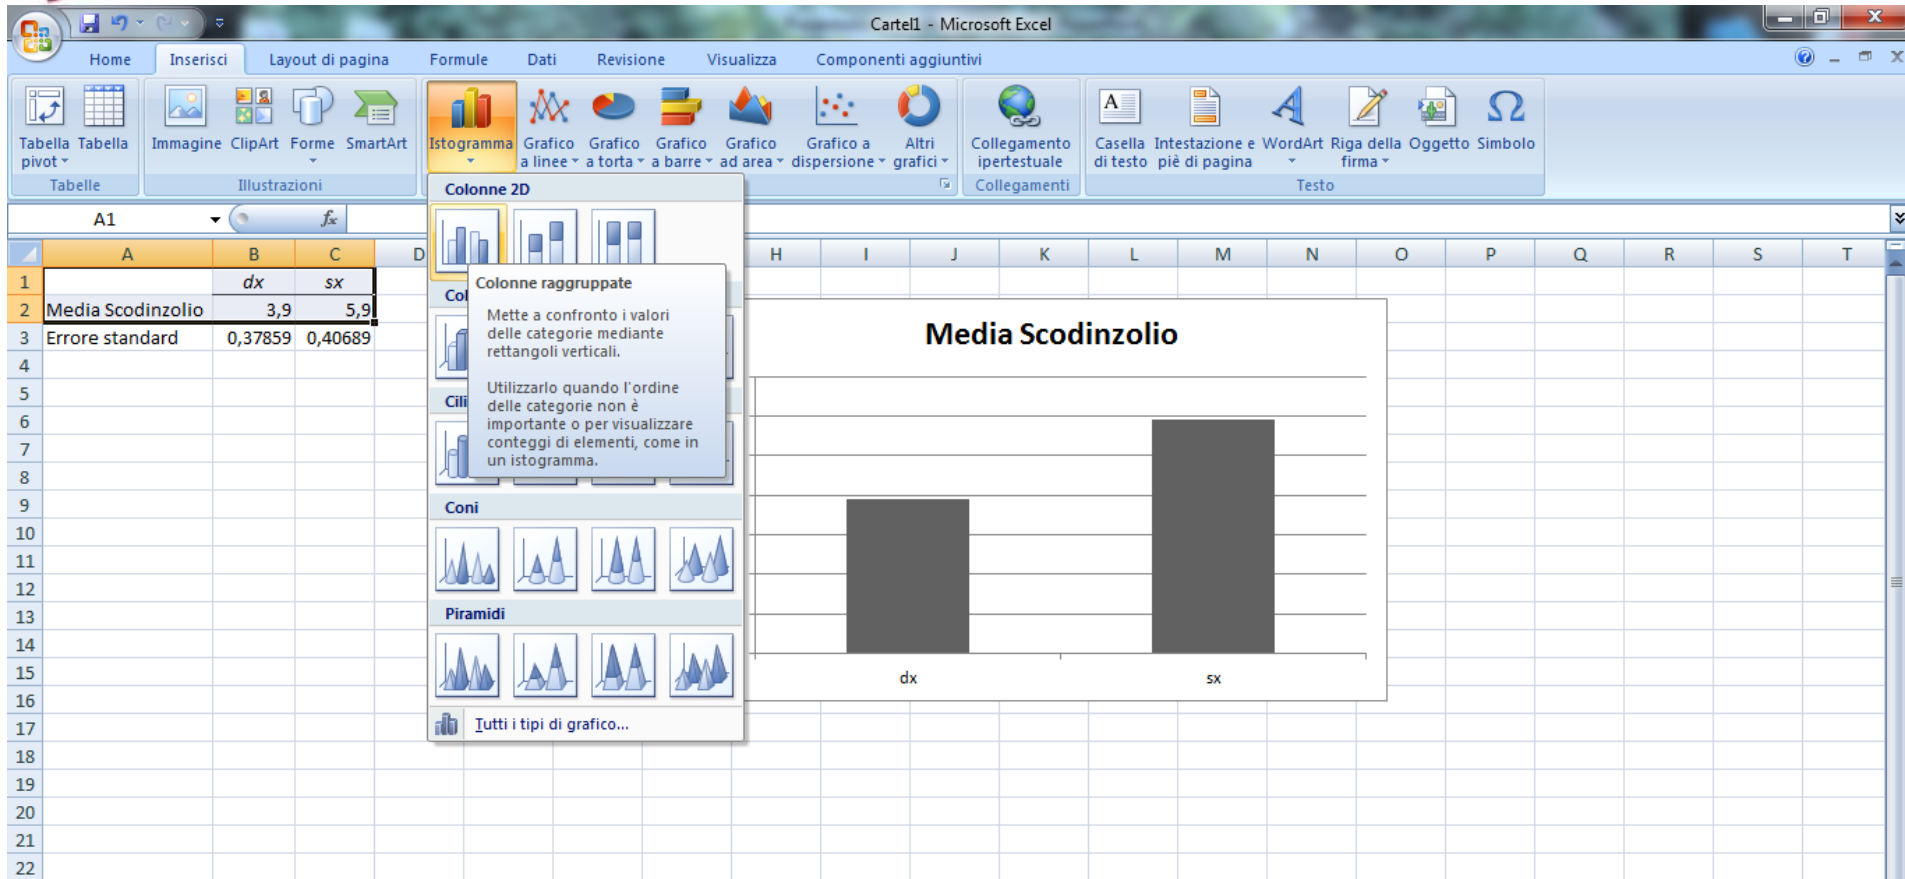 Cartel1 - Microsoft Excel
Home Inserisci Layout di pagina Formule Dati Revisione Visualizza Componenti aggiuntivi
Tabella pivot Tabella Immagine ClipArt Forme SmartArt Istogramma Grafico a linee Grafico a torta Grafico a barre Grafico ad area Grafico a dispersione Altri grafici Collegamento ipertestuale Casella di testo Intestazione e piè di pagina WordArt Riga della firma Oggetto Simbolo
Tabelle Illustrazioni Collegamenti Testo
A1 fx
A B C D H I J K L M N O P Q R S T
1 dx sx
2 Media Scodinzolio 3,9 5,9
3 Errore standard 0,37859 0,40689
4
5
6
7
8
9
10
11
12
13
14
15
16
17
18
19
20
21
22
Colonne 2D
Colonne raggruppate
Mette a confronto i valori
delle categorie mediante
rettangoli verticali.
Utilizzarlo quando l'ordine
delle categorie non è
importante o per visualizzare
conteggi di elementi, come in
un istogramma.
Coni
Piramidi
Tutti i tipi di grafico...
Media Scodinzolio
dx sx